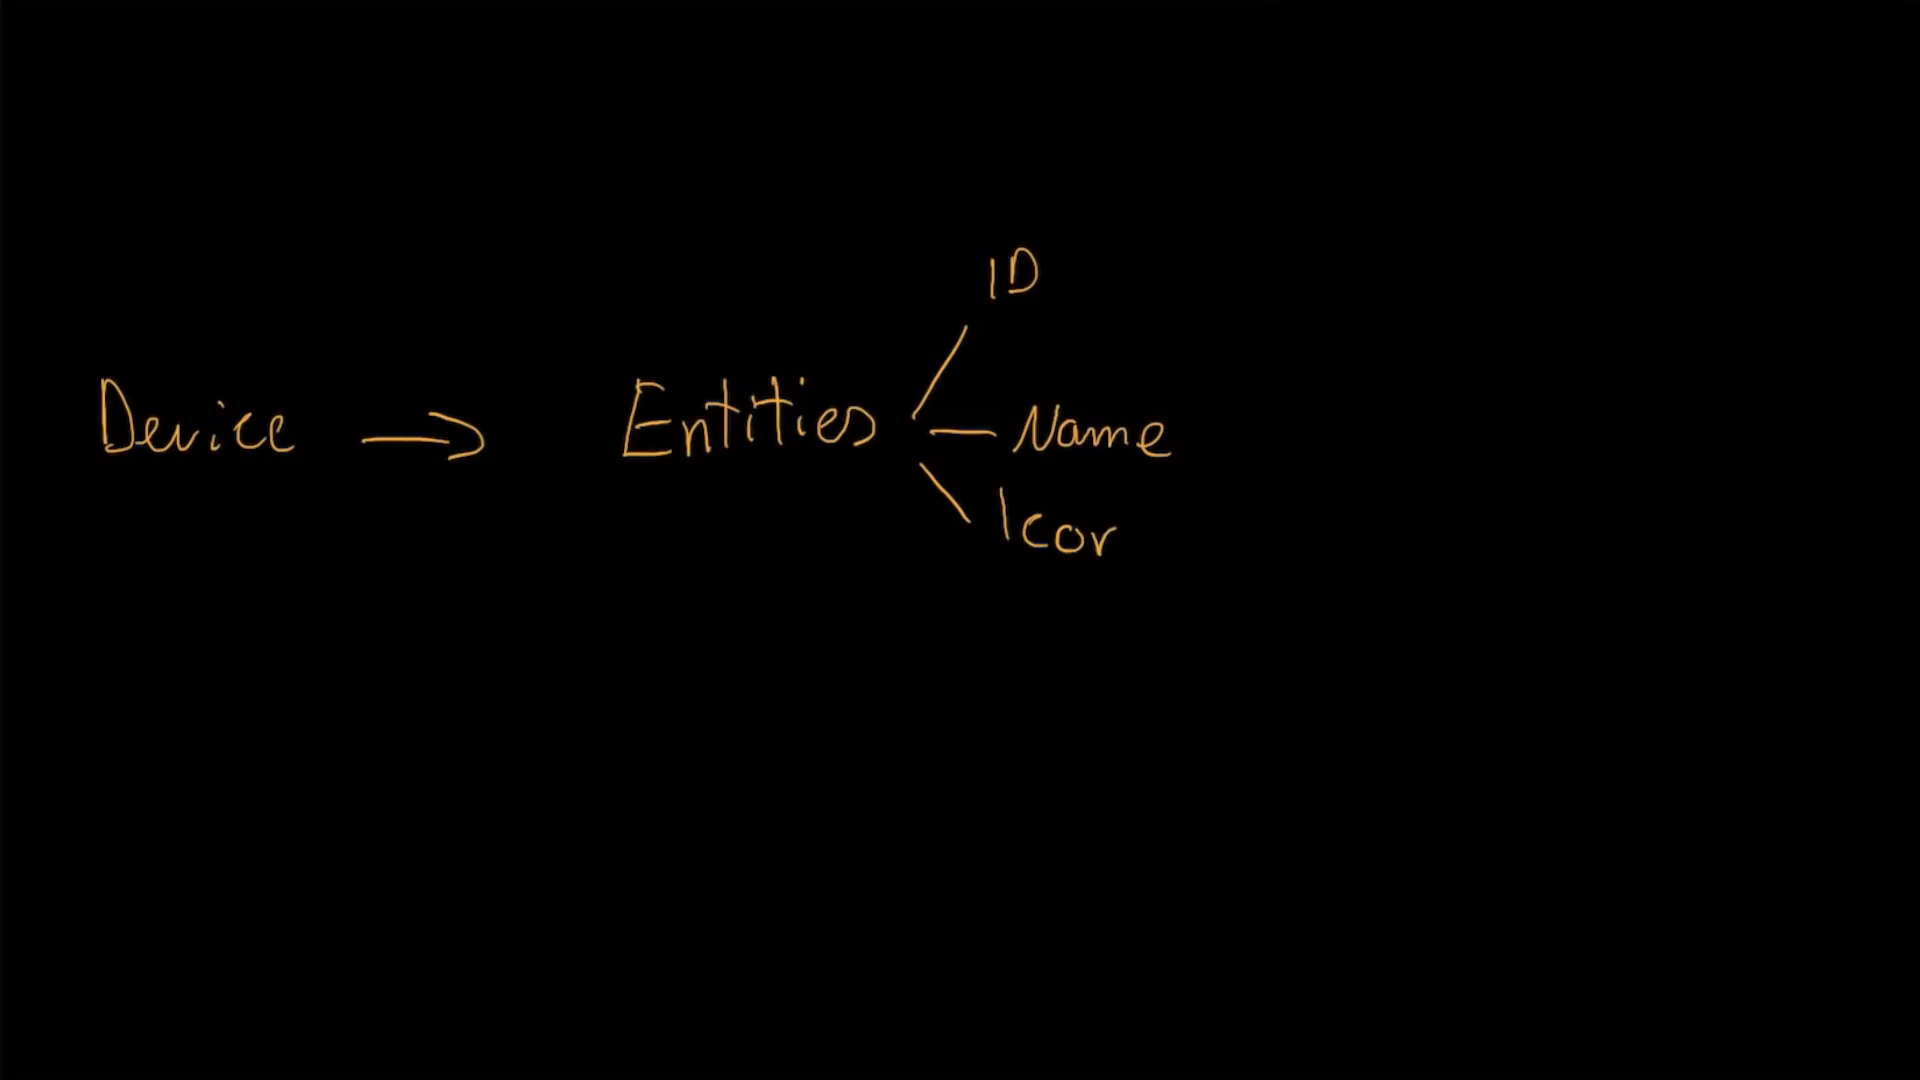 ID
Device → Entities — Name
Icor